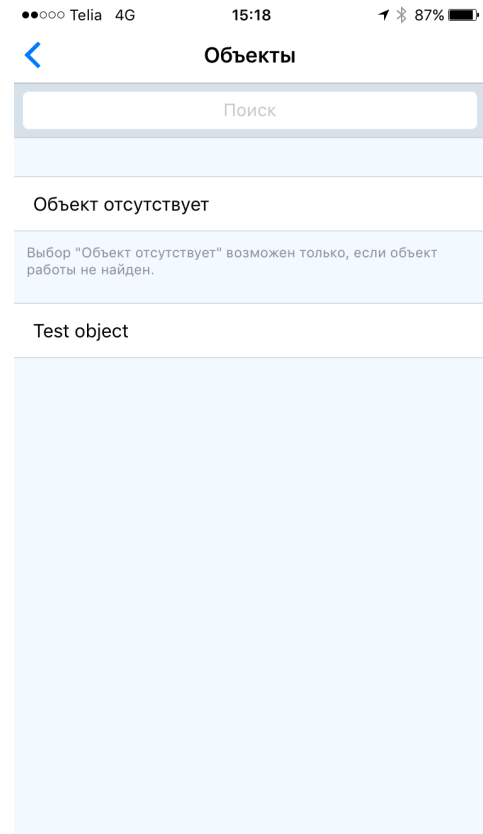 Telia 4G 15:18 87%
Объекты
Поиск
Объект отсутствует
Выбор "Объект отсутствует" возможен только, если объект
работы не найден.
Test object